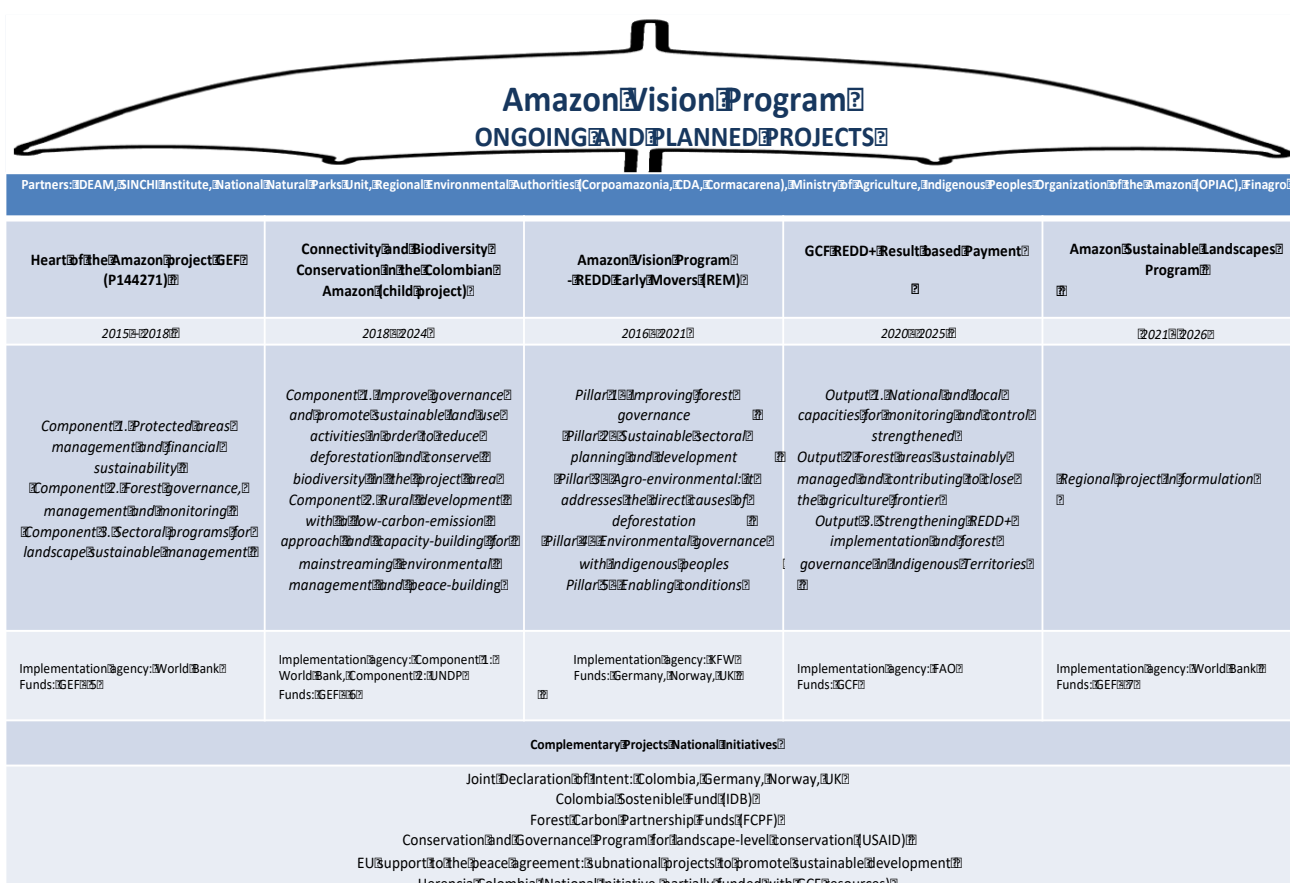 Amazon Vision Program
ONGOING AND PLANNED PROJECTS
Partners: IDEAM, SINCHI Institute, National Natural Parks Unit, Regional Environmental Authorities (Corpoamazonia, CDA, Cormacarena), Ministry of Agriculture, Indigenous Peoples Organization of the Amazon (OPIAC), Finagro
Heart of the Amazon project GEF
(P144271)
Connectivity and Biodiversity
Conservation in the Colombian
Amazon (child project)
Amazon Vision Program
- REDD Early Movers (REM)
GCF REDD+ Result based Payment
Amazon Sustainable Landscapes
Program
2015 – 2018
2018 - 2024
2016 - 2021
2020 - 2025
2021 - 2026
Component 1. Protected areas
management and financial
sustainability
Component 2. Forest governance,
management and monitoring
Component 3. Sectoral programs for
landscape sustainable management
Component 1. Improve governance
and promote sustainable land use
activities in order to reduce
deforestation and conserve
biodiversity in the project area
Component 2. Rural development
with a low-carbon-emission
approach and capacity-building for
mainstreaming environmental
management and peace-building
Pillar 1 - Improving forest
governance
Pillar 2 - Sustainable sectoral
planning and development
Pillar 3 - Agro-environmental: it
addresses the direct causes of
deforestation
Pillar 4 - Environmental governance
with indigenous peoples
Pillar 5 - Enabling conditions
Output 1. National and local
capacities for monitoring and control
strengthened
Output 2 Forest areas sustainably
managed and contributing to close
the agriculture frontier
Output 3. Strengthening REDD+
implementation and forest
governance in Indigenous Territories
Regional project in formulation
Implementation agency: World Bank
Funds: GEF - 5
Implementation agency: Component 1:
World Bank, Component 2: UNDP
Funds: GEF - 6
Implementation agency: KFW
Funds: Germany, Norway, UK
Implementation agency: FAO
Funds: GCF
Implementation agency: World Bank
Funds: GEF - 7
Complementary Projects National Initiatives
Joint Declaration of Intent: Colombia, Germany, Norway, UK
Colombia Sostenible Fund (IDB)
Forest Carbon Partnership Funds (FCPF)
Conservation and Governance Program for landscape-level conservation (USAID)
EU support to the peace agreement: subnational projects to promote sustainable development
Herencia Colombia (National Initiative partially funded with GCF resources)